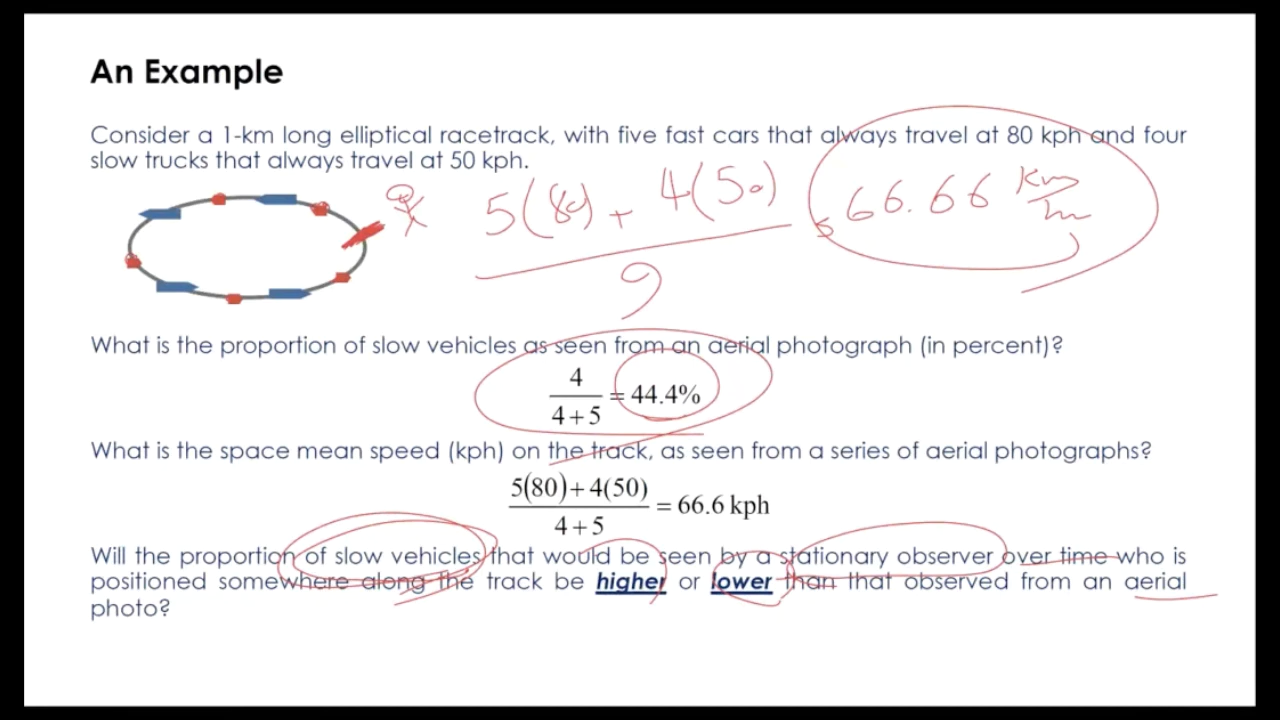 An Example
Consider a 1-km long elliptical racetrack, with five fast cars that always travel at 80 kph and four
slow trucks that always travel at 50 kph.
5(80) + 4(50)
9
66.66 km
hr
What is the proportion of slow vehicles as seen from an aerial photograph (in percent)?
4
4+5
= 44.4%
What is the space mean speed (kph) on the track, as seen from a series of aerial photographs?
5(80)+4(50)
4+5
= 66.6 kph
Will the proportion of slow vehicles that would be seen by a stationary observer over time who is
positioned somewhere along the track be higher or lower than that observed from an aerial
photo?